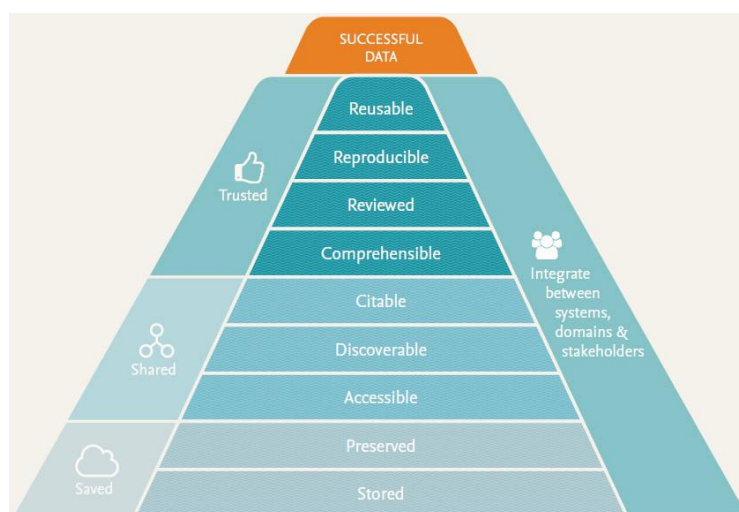 SUCCESSFUL
DATA
Reusable
Reproducible
Trusted
Reviewed
Comprehensible
Integrate
between
systems,
domains &
stakeholders
Citable
Shared
Discoverable
Accessible
Saved
Preserved
Stored